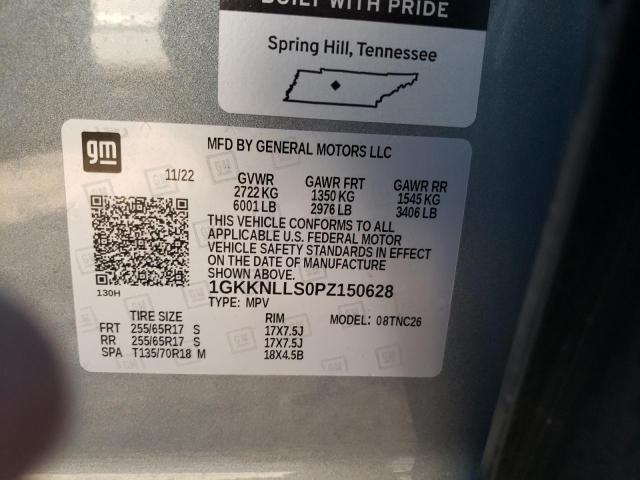 BUILT WITH PRIDE
Spring Hill, Tennessee
gm
MFD BY GENERAL MOTORS LLC
11/22
GVWR GAWR FRT GAWR RR
2722 KG 1350 KG 1545 KG
6001 LB 2976 LB 3406 LB
THIS VEHICLE CONFORMS TO ALL
APPLICABLE U.S. FEDERAL MOTOR
VEHICLE SAFETY STANDARDS IN EFFECT
ON THE DATE OF MANUFACTURE
SHOWN ABOVE.
130H
1GKKNLLS0PZ150628
TYPE: MPV
TIRE SIZE RIM MODEL: 08TNC26
FRT 255/65R17 S 17X7.5J
RR 255/65R17 S 17X7.5J
SPA T135/70R18 M 18X4.5B